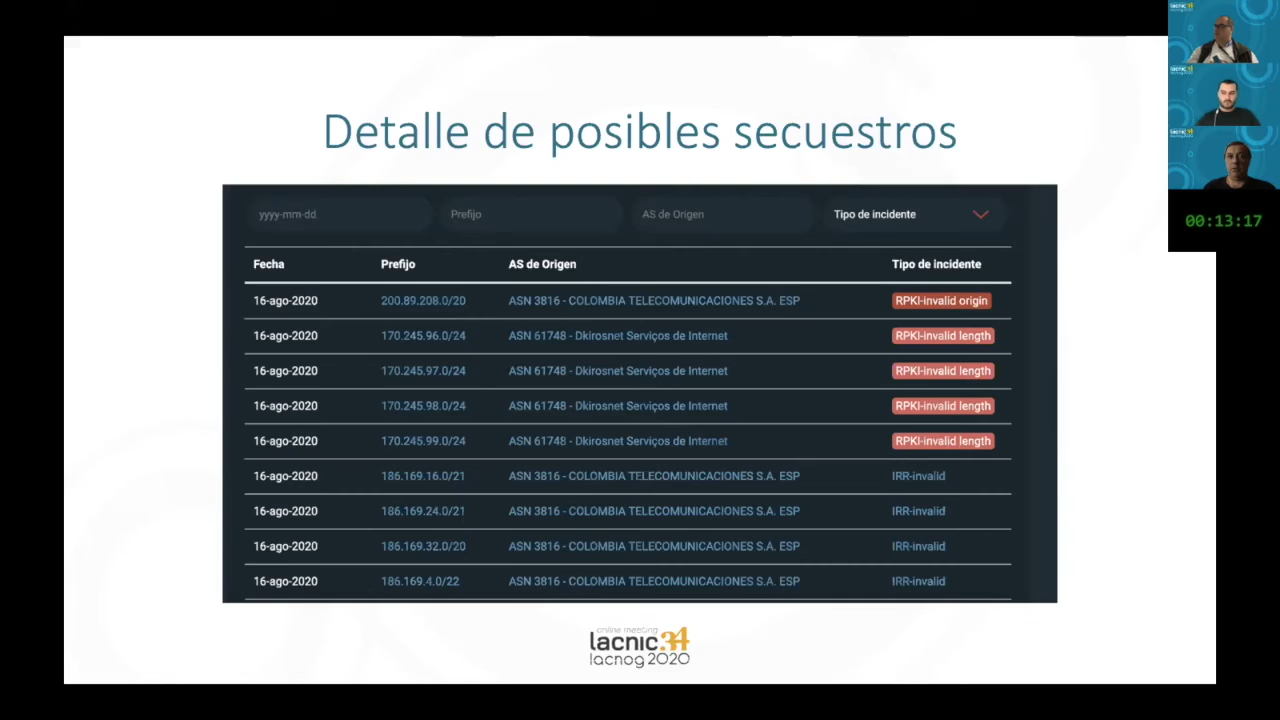 Detalle de posibles secuestros
yyyy-mm-dd Prefijo AS de Origen Tipo de incidente
Fecha Prefijo AS de Origen Tipo de incidente
16-ago-2020 200.89.208.0/20 ASN 3816 - COLOMBIA TELECOMUNICACIONES S.A. ESP RPKI-invalid origin
16-ago-2020 170.245.96.0/24 ASN 61748 - Dkirosnet Serviços de Internet RPKI-invalid length
16-ago-2020 170.245.97.0/24 ASN 61748 - Dkirosnet Serviços de Internet RPKI-invalid length
16-ago-2020 170.245.98.0/24 ASN 61748 - Dkirosnet Serviços de Internet RPKI-invalid length
16-ago-2020 170.245.99.0/24 ASN 61748 - Dkirosnet Serviços de Internet RPKI-invalid length
16-ago-2020 186.169.16.0/21 ASN 3816 - COLOMBIA TELECOMUNICACIONES S.A. ESP IRR-invalid
16-ago-2020 186.169.24.0/21 ASN 3816 - COLOMBIA TELECOMUNICACIONES S.A. ESP IRR-invalid
16-ago-2020 186.169.32.0/20 ASN 3816 - COLOMBIA TELECOMUNICACIONES S.A. ESP IRR-invalid
16-ago-2020 186.169.4.0/22 ASN 3816 - COLOMBIA TELECOMUNICACIONES S.A. ESP IRR-invalid
online meeting
lacnic34
lacnog2020
lacnic34
lacnog2020
lacnic34
lacnog2020
lacnic34
lacnog2020
00:13:17